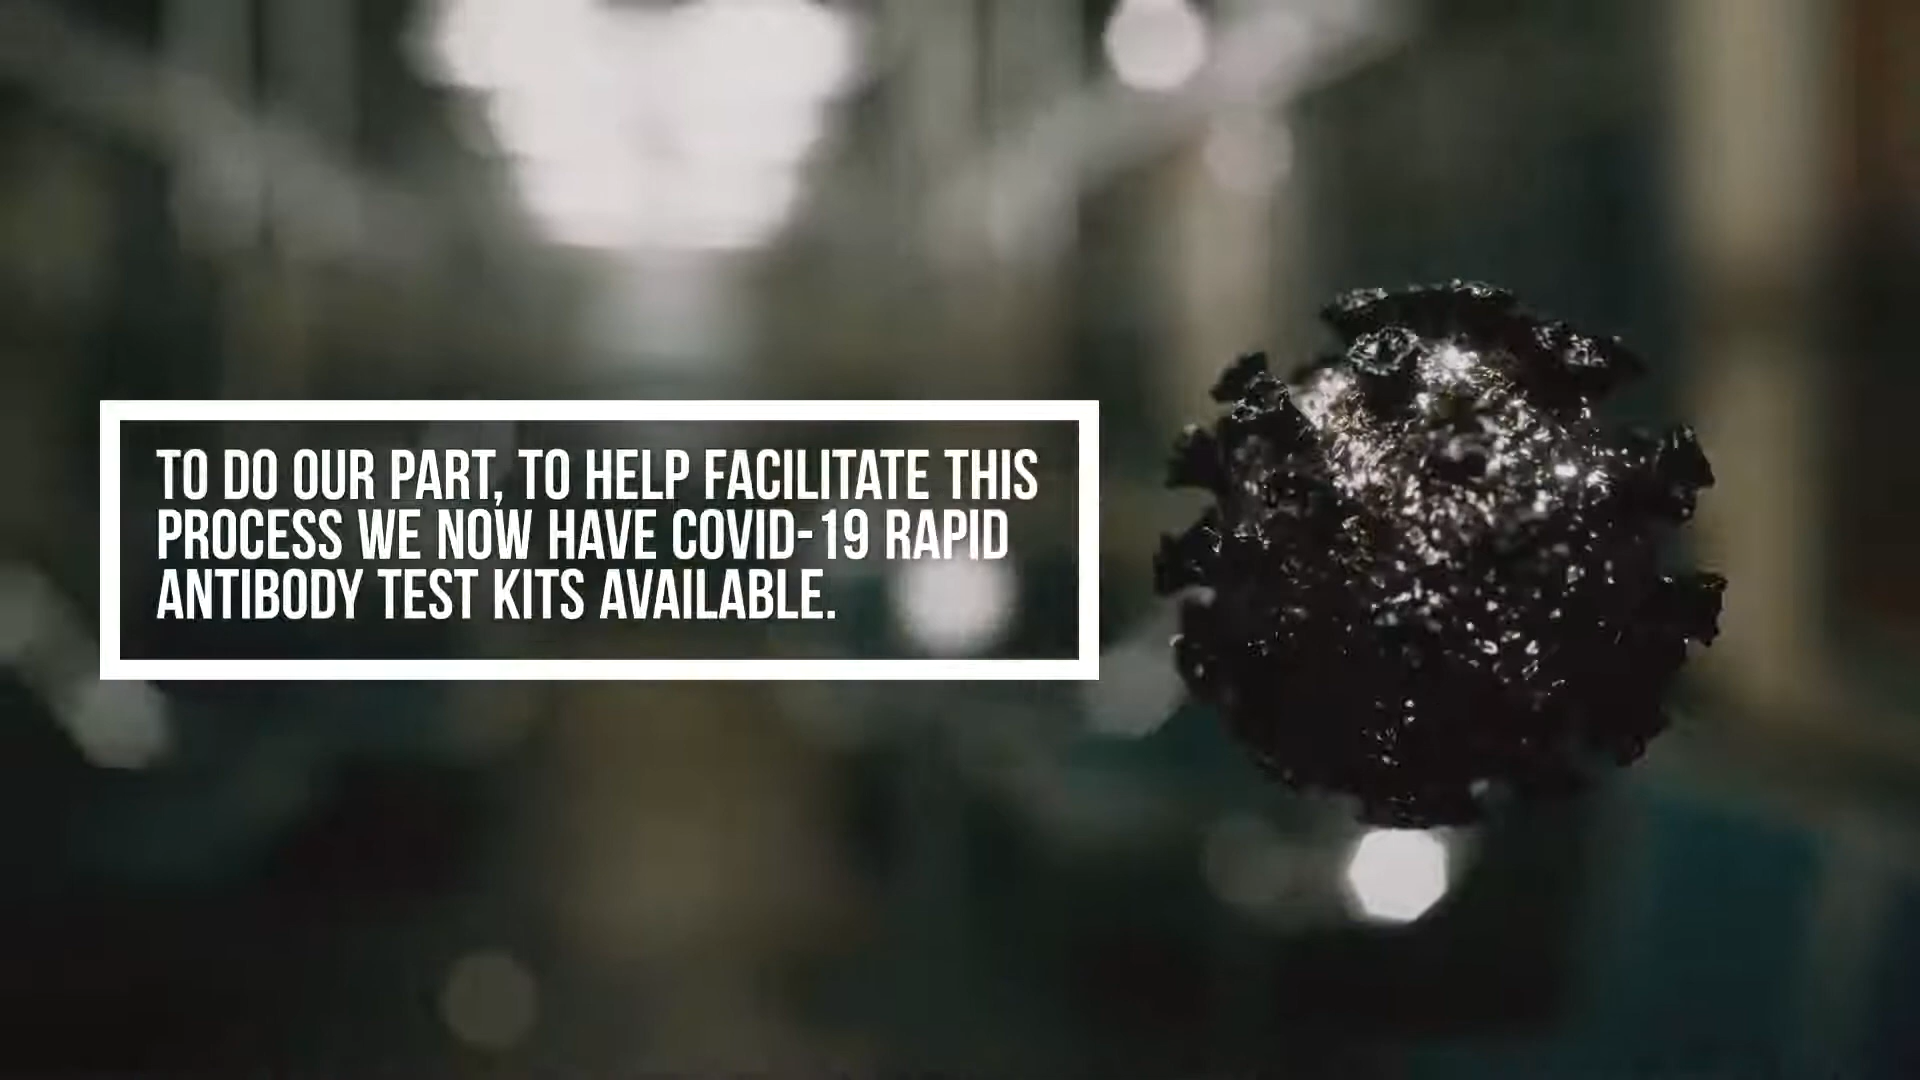 TO DO OUR PART, TO HELP FACILITATE THIS
PROCESS WE NOW HAVE COVID-19 RAPID
ANTIBODY TEST KITS AVAILABLE.